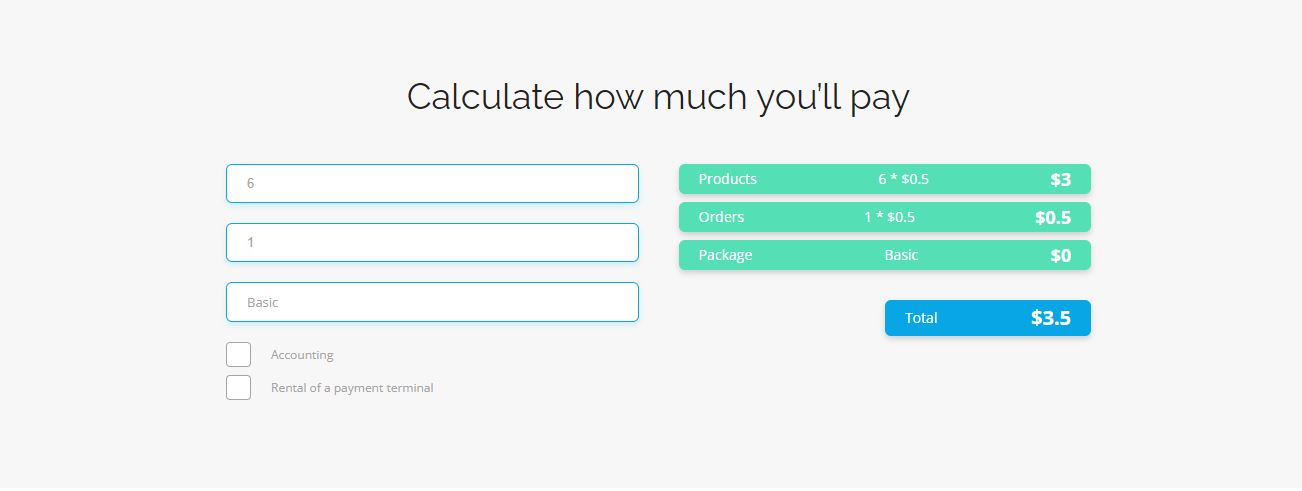 Calculate how much you’ll pay
6
1
Basic
Accounting
Rental of a payment terminal
Products 6 * $0.5 $3
Orders 1 * $0.5 $0.5
Package Basic $0
Total $3.5